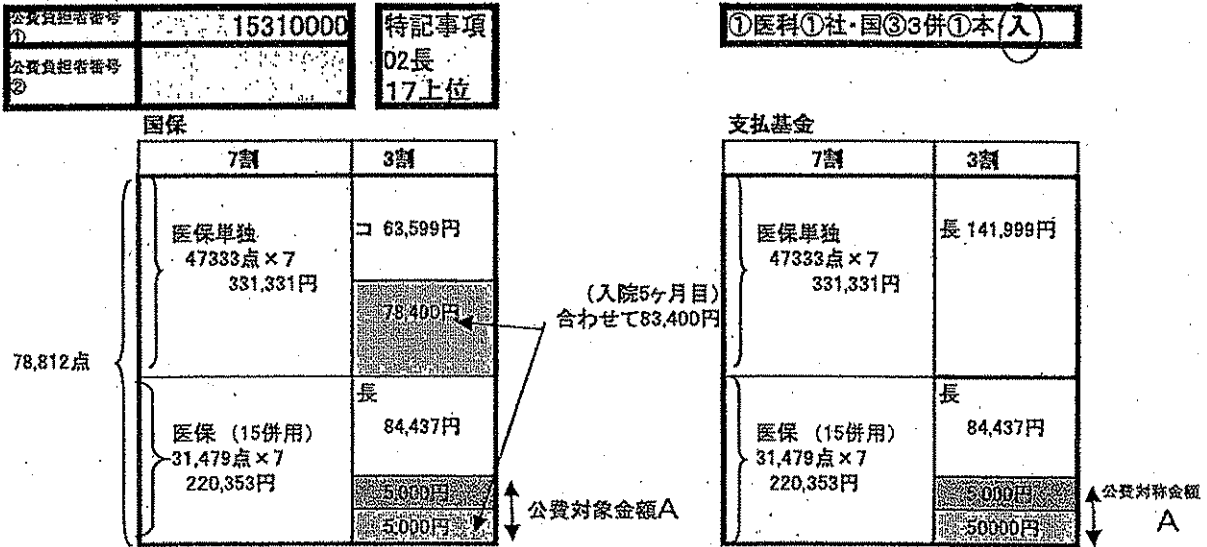 公費負担者番号
①
15310000
公費負担者番号
②
特記事項
02長
17上位
①医科①社・国③3併①本 入
国保
7割
3割
医保単独
47333点×7
331,331円
コ 63,599円
78,400円
78,812点
医保 (15併用)
31,479点×7
220,353円
長
84,437円
5,000円
5,000円
(入院5ヶ月目)
合わせて83,400円
公費対象金額A
支払基金
7割
3割
医保単独
47333点×7
331,331円
長 141,999円
医保 (15併用)
31,479点×7
220,353円
長
84,437円
5,000円
50000円
公費対称金額
A